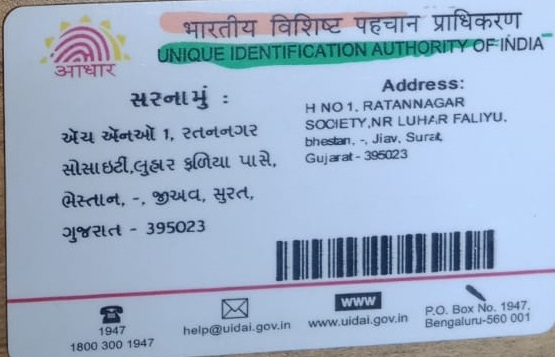 भारतीय विशिष्ट पहचान प्राधिकरण
UNIQUE IDENTIFICATION AUTHORITY OF INDIA
आधार
સરનામું :
એચ એનઓ 1, રતનનગર
સોસાઇટી,લુહાર ફળિયા પાસે,
ભેસ્તાન, -, જીઅવ, સુરત,
ગુજરાત - 395023
Address:
H NO 1, RATANNAGAR
SOCIETY,NR LUHAR FALIYU,
bhestan, -, Jiav, Surat,
Gujarat - 395023
1947
1800 300 1947
help@uidai.gov.in
WWW
www.uidai.gov.in
P.O. Box No. 1947,
Bengaluru-560 001